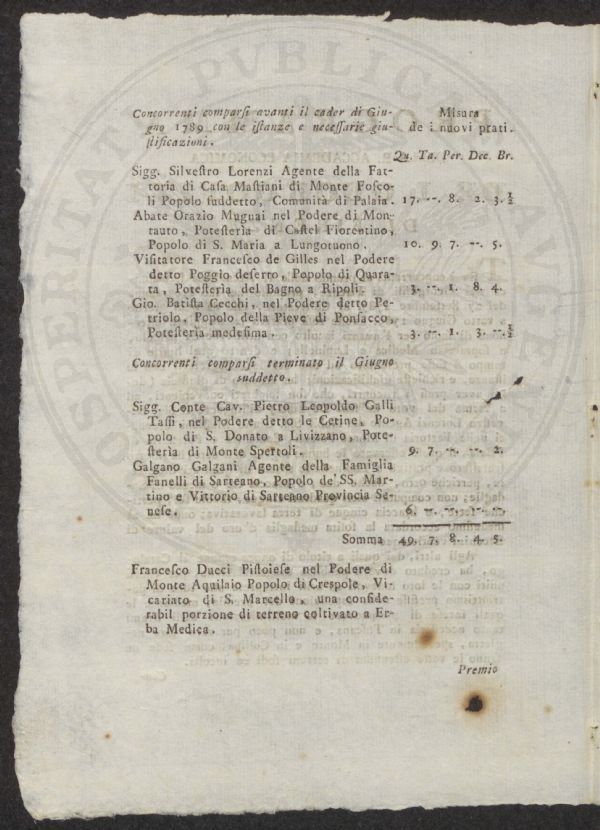 Concorrenti comparſi avanti il cader di Giu-
gno 1789 con le iſtanze e neceſſarie giu-
ſtificazioni.
Misura
de i nuovi prati.
Qu. Ta. Per. Dec. Br.
Sigg. Silveſtro Lorenzi Agente della Fat-
toria di Caſa Maſtiani di Monte Foſco-
li Popolo ſuddetto, Comunità di Palaia. 17. --. 8. 2. 3.½
Abate Orazio Mugnai nel Podere di Mon-
tauto, Poteſteria di Caſtel Fiorentino,
Popolo di S. Maria a Lungotuono. 10. 9. 7. --. 5.
Viſitatore Franceſco de Gilles nel Podere
detto Poggio deſerto, Popolo di Quara-
ta, Poteſteria del Bagno a Ripoli. 3. --. 1. 8. 4.
Gio. Batiſta Cecchi, nel Podere detto Pe-
triolo, Popolo della Pieve di Ponſacco,
Poteſteria medeſima. 3. --. 1. 3. --.½
Concorrenti comparſi terminato il Giugno
ſuddetto.
Sigg. Conte Cav. Pietro Leopoldo Galli
Taſſi, nel Podere detto le Cetine, Po-
polo di S. Donato a Livizzano, Pote-
ſteria di Monte Spertoli. 9. 7. --. --. 2.
Galgano Galgani Agente della Famiglia
Fanelli di Sarteano, Popolo de' SS. Mar-
tino e Vittorio di Sarteano Provincia Se-
neſe. 6. --. --. --. --.
Somma 49. 7. 8. 4. 5.
Franceſco Ducci Piſtoieſe nel Podere di
Monte Aquilaio Popolo di Creſpole, Vi-
cariato di S. Marcello, una conſide-
rabil porzione di terreno coltivato a Er-
ba Medica.
Premio